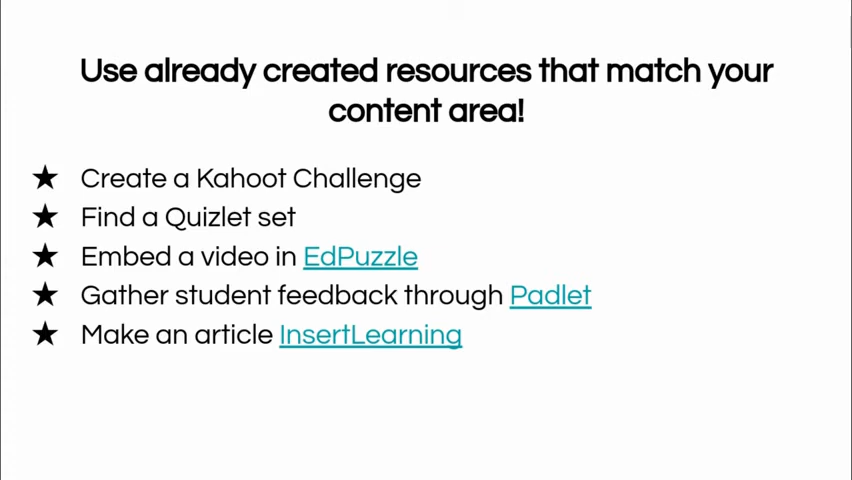 Use already created resources that match your
content area!
★ Create a Kahoot Challenge
★ Find a Quizlet set
★ Embed a video in EdPuzzle
★ Gather student feedback through Padlet
★ Make an article InsertLearning